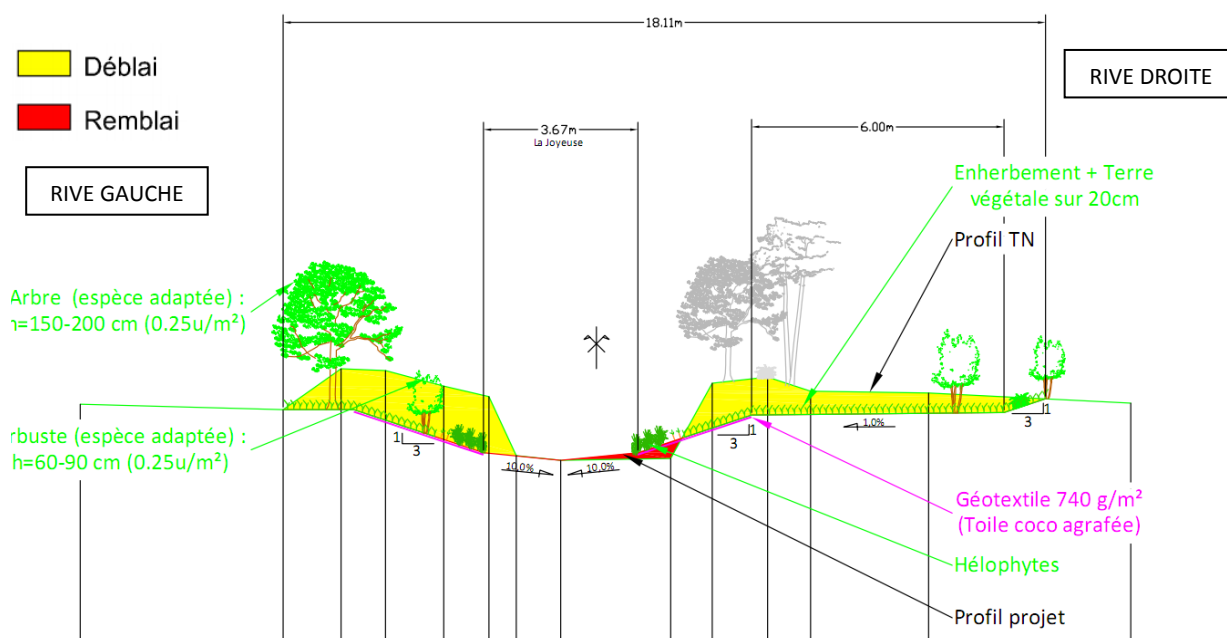 18.11m
Déblai
RIVE DROITE
Remblai
3.67m
La Joyeuse
6.00m
RIVE GAUCHE
Enherbement + Terre
végétale sur 20cm
Profil TN
Arbre (espèce adaptée) :
h=150-200 cm (0.25u/m²)
rbuste (espèce adaptée) :
h=60-90 cm (0.25u/m²)
1
3
10.0%
10.0%
1
3
1.0%
1
3
Géotextile 740 g/m²
(Toile coco agrafée)
Hélophytes
Profil projet